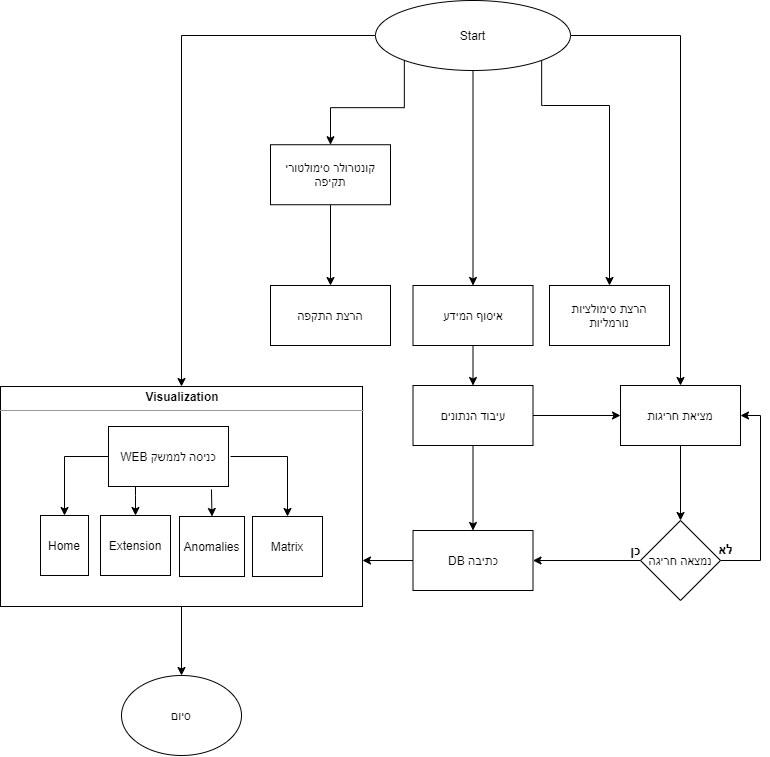 Start
קונטרולר סימולטורי
תקיפה
הרצת התקפה
איסוף המידע
הרצת סימולציות
נורמליות
Visualization
עיבוד הנתונים
מציאת חריגות
כניסה לממשק WEB
Home
Extension
Anomalies
Matrix
כתיבה DB
כן
נמצאה חריגה
לא
סיום